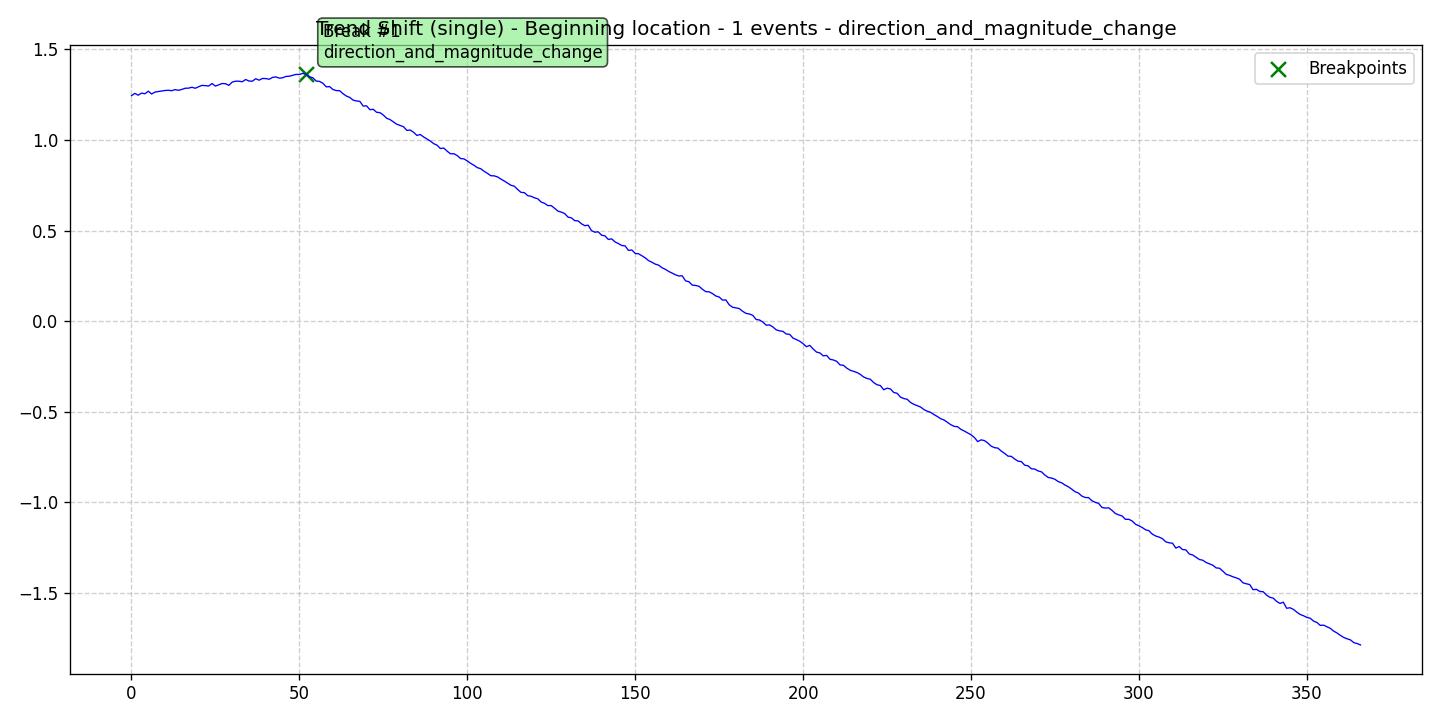 Trend Shift (single) - Beginning location - 1 events - direction_and_magnitude_change
Break #1
direction_and_magnitude_change
Breakpoints
1.5
1.0
0.5
0.0
−0.5
−1.0
−1.5
0 50 100 150 200 250 300 350